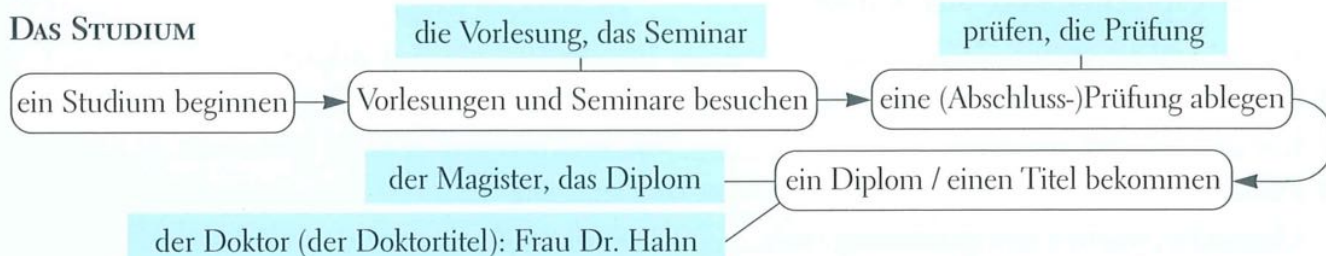 DAS STUDIUM
die Vorlesung, das Seminar
prüfen, die Prüfung
ein Studium beginnen
Vorlesungen und Seminare besuchen
eine (Abschluss-)Prüfung ablegen
der Magister, das Diplom
ein Diplom / einen Titel bekommen
der Doktor (der Doktortitel): Frau Dr. Hahn